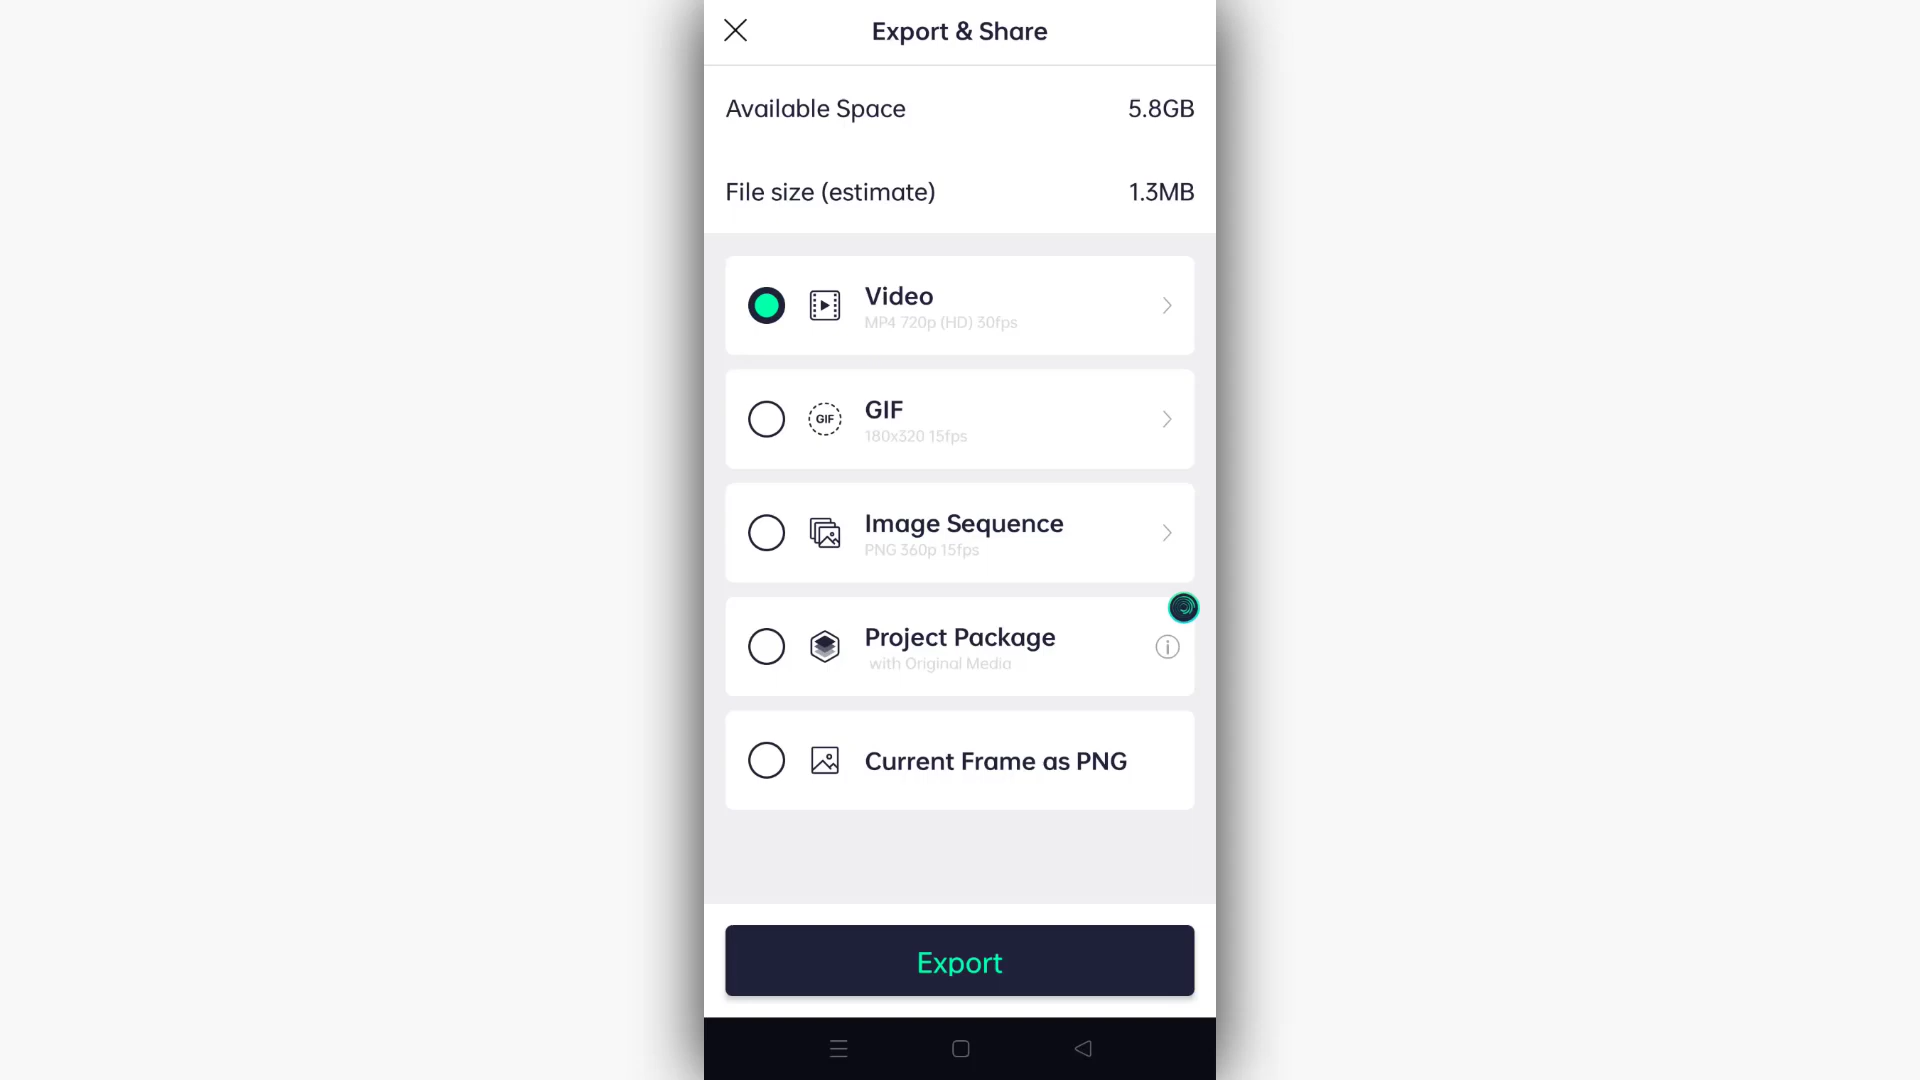 Export & Share
Available Space 5.8GB
File size (estimate) 1.3MB
Video
MP4 720p (HD) 30fps
GIF
GIF
180x320 15fps
Image Sequence
PNG 360p 15fps
Project Package
with Original Media
Current Frame as PNG
Export